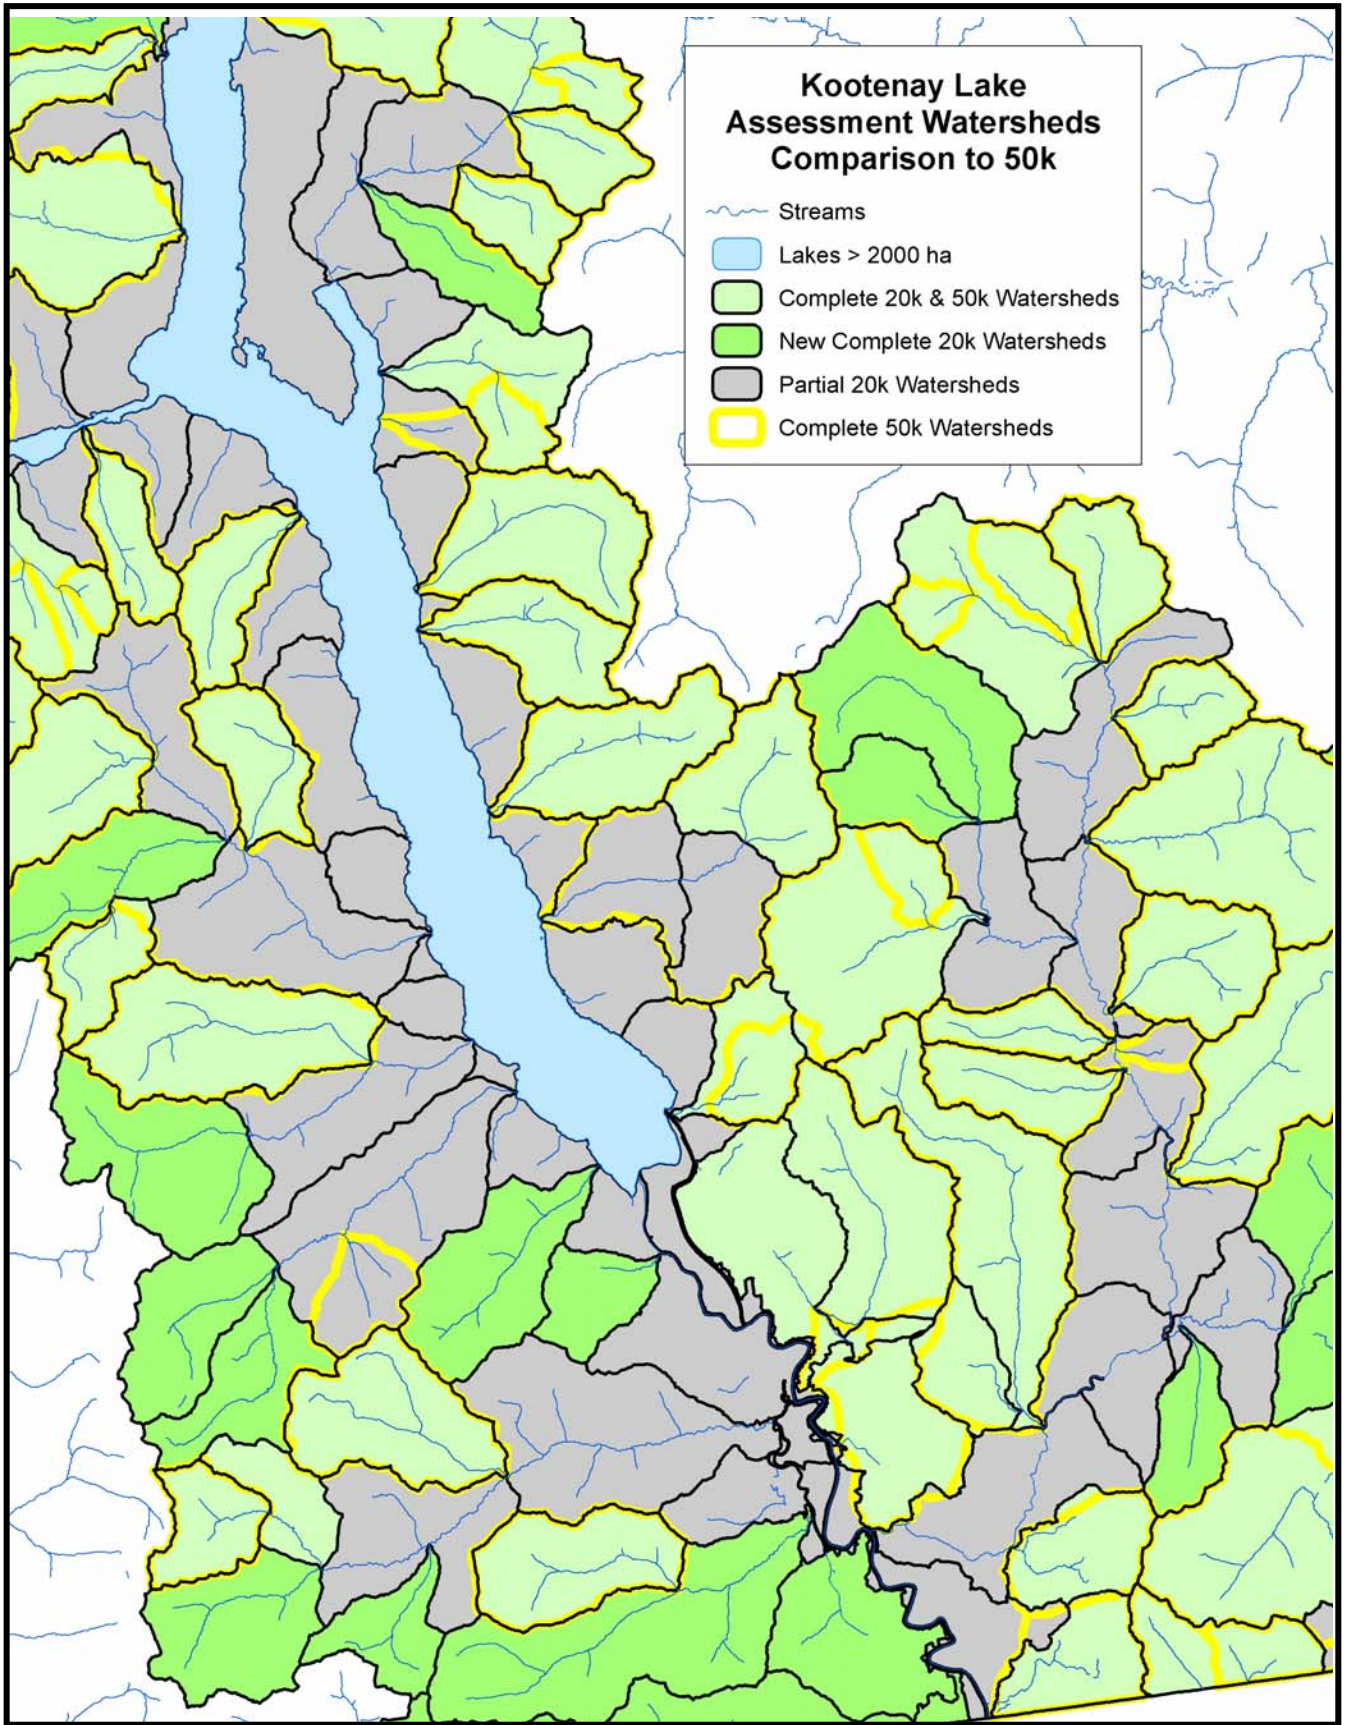 Kootenay Lake
Assessment Watersheds
Comparison to 50k
Streams
Lakes > 2000 ha
Complete 20k & 50k Watersheds
New Complete 20k Watersheds
Partial 20k Watersheds
Complete 50k Watersheds